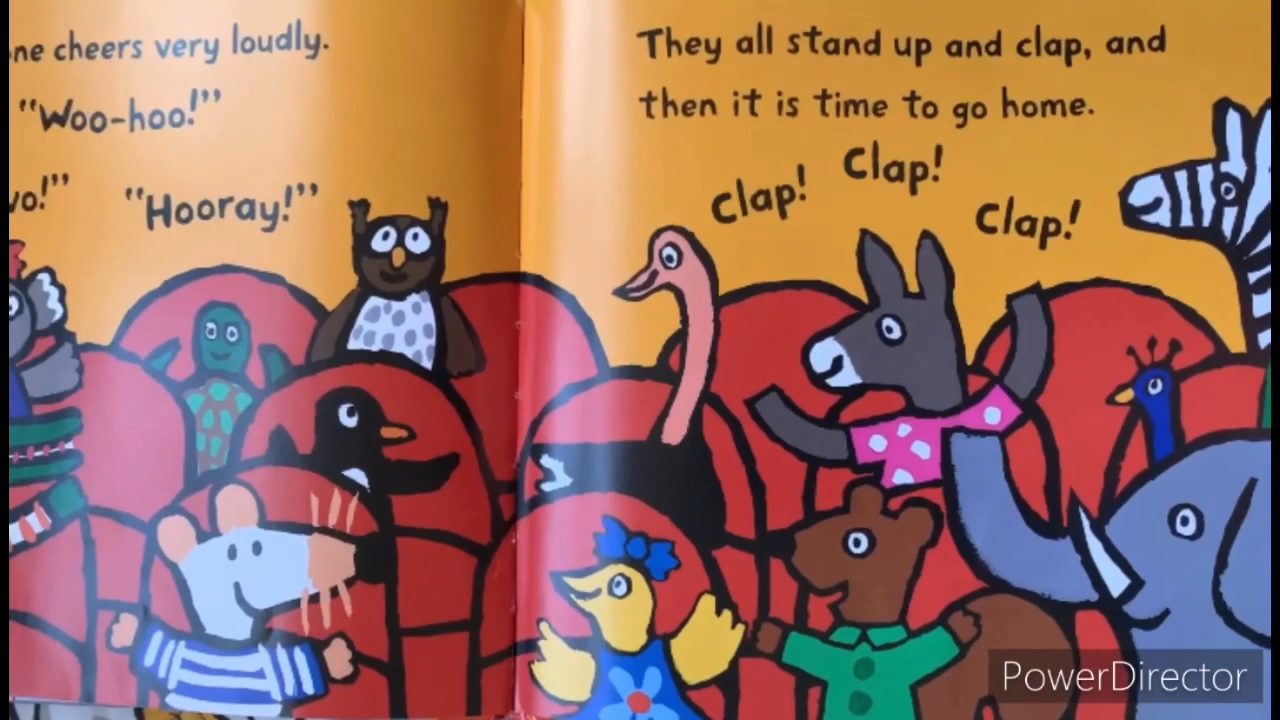 cheers very loudly.
"Woo-hoo!"
"Hooray!"
They all stand up and clap, and
then it is time to go home.
Clap!
Clap!
Clap!
PowerDirector